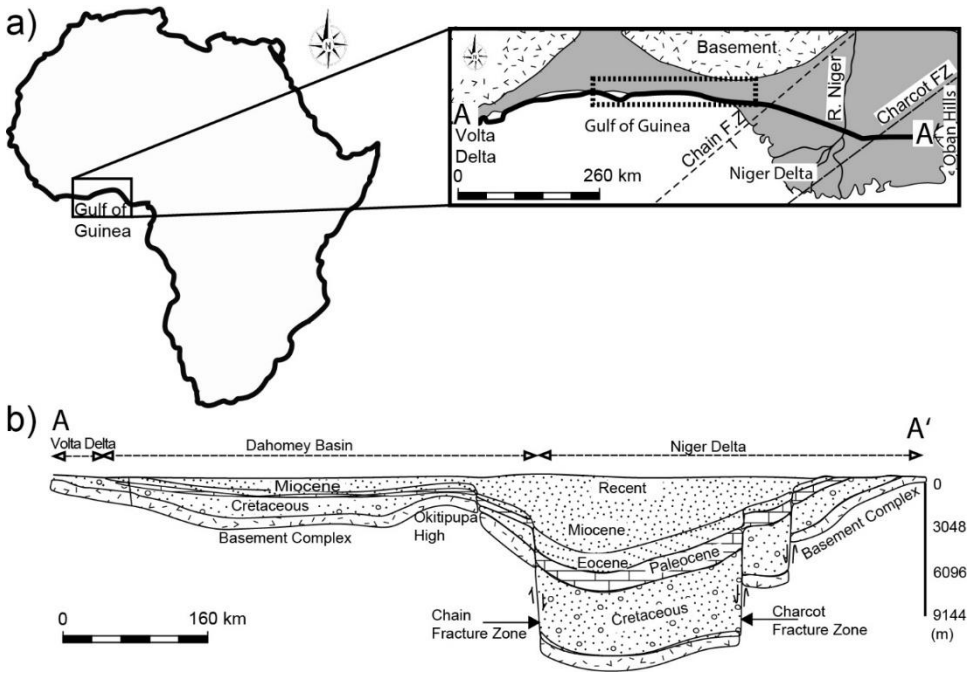 a)
N
Gulf of
Guinea
N
Basement
A
Volta
Delta
Gulf of Guinea
Chain FZ
R. Niger
Charcot FZ
Oban Hills
A
Niger Delta
0
260 km
b)
A
A'
Volta Delta
Dahomey Basin
Niger Delta
Miocene
Recent
0
Cretaceous
Okitipupa
High
Basement Complex
Miocene
Basement Complex
3048
Eocene
Paleocene
6096
Cretaceous
9144
(m)
0
160 km
Chain
Fracture Zone
Charcot
Fracture Zone